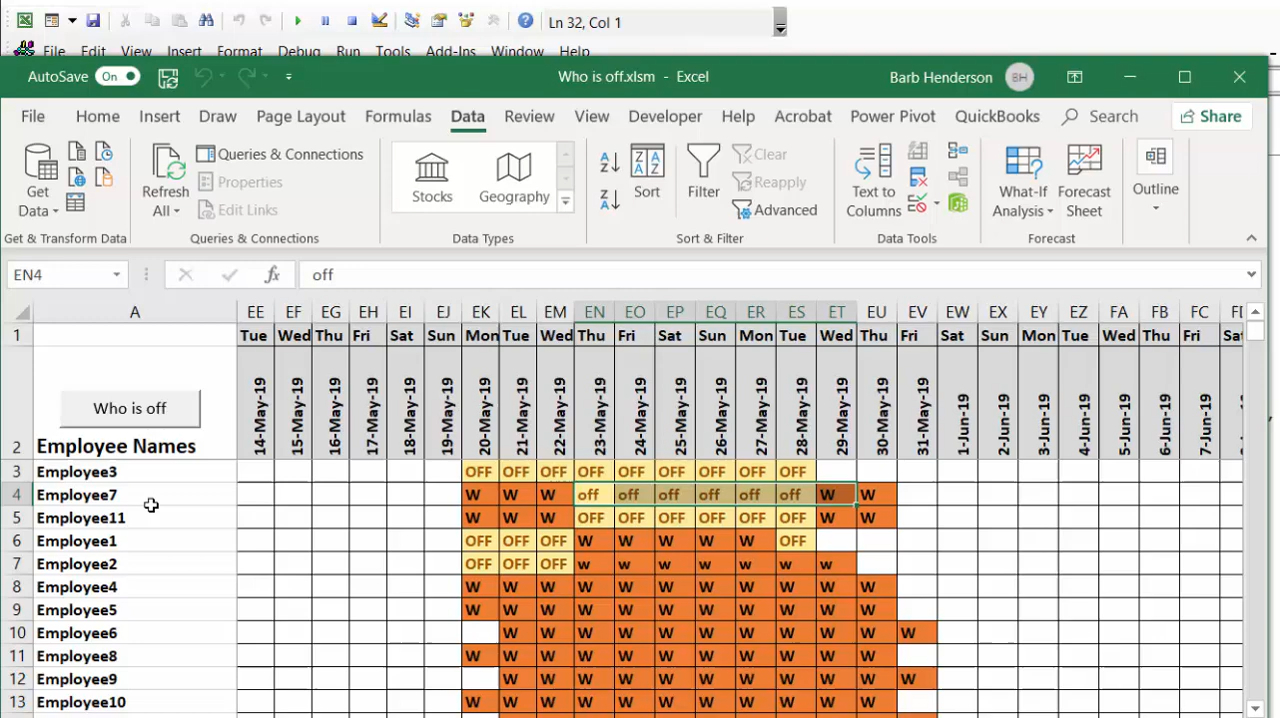 Ln 32, Col 1
File Edit View Insert Format Debug Run Tools Add-Ins Window Help
AutoSave On Who is off.xlsm - Excel Barb Henderson BH
File Home Insert Draw Page Layout Formulas Data Review View Developer Help Acrobat Power Pivot QuickBooks Search Share
Get Data
Refresh All
Queries & Connections
Properties
Edit Links
Stocks
Geography
Sort
Filter
Clear
Reapply
Advanced
Text to Columns
What-If Analysis
Forecast Sheet
Outline
Get & Transform Data Queries & Connections Data Types Sort & Filter Data Tools Forecast
EN4 fx off
A EE EF EG EH EI EJ EK EL EM EN EO EP EQ ER ES ET EU EV EW EX EY EZ FA FB FC
1 Tue Wed Thu Fri Sat Sun Mon Tue Wed Thu Fri Sat Sun Mon Tue Wed Thu Fri Sat Sun Mon Tue Wed Thu Fri
Who is off
2 Employee Names 14-May-19 15-May-19 16-May-19 17-May-19 18-May-19 19-May-19 20-May-19 21-May-19 22-May-19 23-May-19 24-May-19 25-May-19 26-May-19 27-May-19 28-May-19 29-May-19 30-May-19 31-May-19 1-Jun-19 2-Jun-19 3-Jun-19 4-Jun-19 5-Jun-19 6-Jun-19 7-Jun-19
3 Employee3 OFF OFF OFF OFF OFF OFF OFF OFF OFF
4 Employee7 W W W off off off off off off W W
5 Employee11 W W W OFF OFF OFF OFF OFF OFF W W
6 Employee1 OFF OFF OFF W W W W W OFF
7 Employee2 OFF OFF OFF w w w w w w w
8 Employee4 W W W W W W W W W W W
9 Employee5 W W W W W W W W W W W
10 Employee6 W W W W W W W W W W W
11 Employee8 W W W W W W W W W W W
12 Employee9 W W W W W W W W W W W
13 Employee10 W W W W W W W W W W W